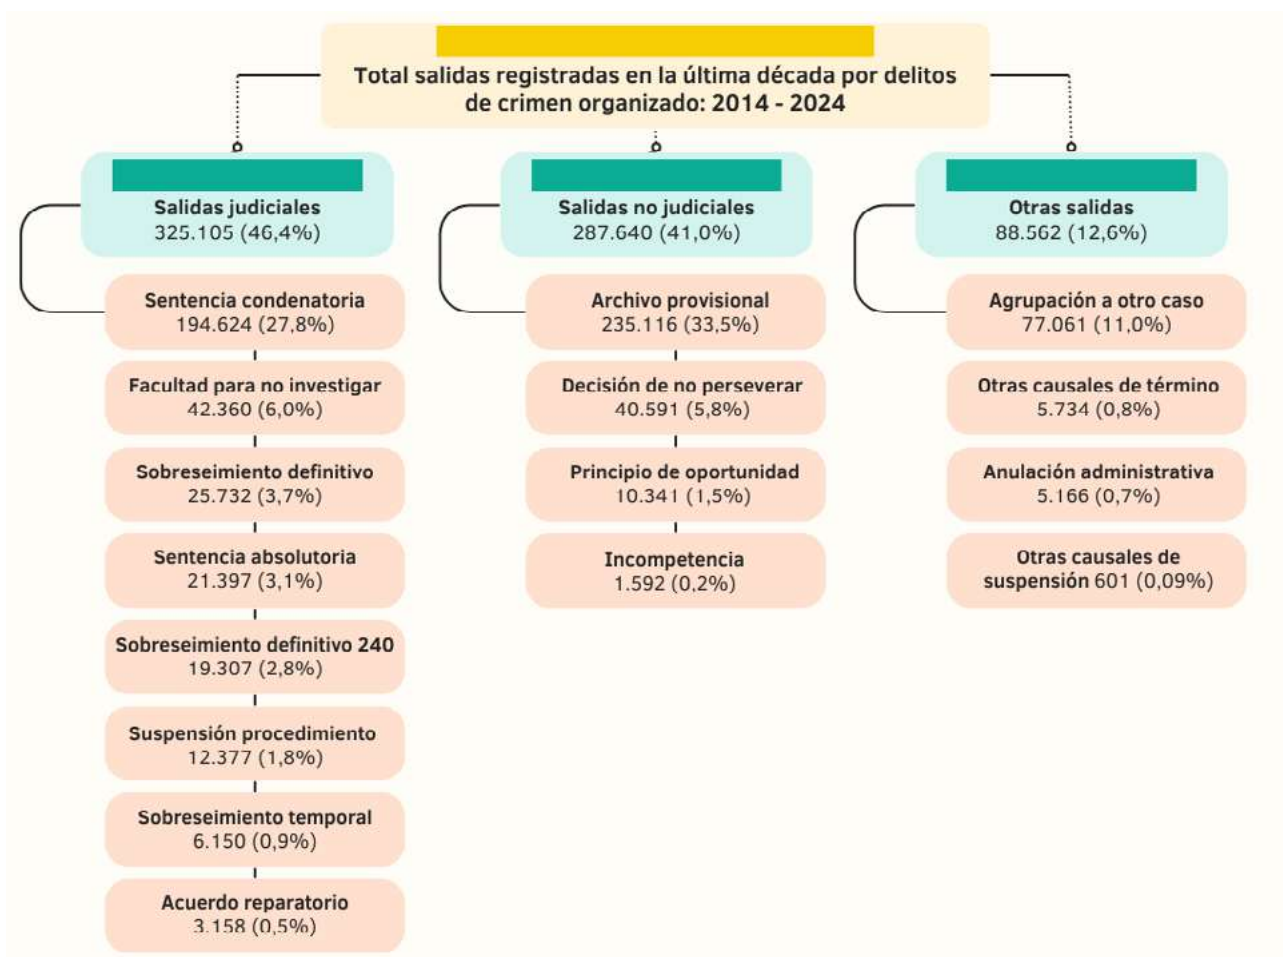 Total salidas registradas en la última década por delitos
de crimen organizado: 2014 - 2024
Salidas judiciales
325.105 (46,4%)
Sentencia condenatoria
194.624 (27,8%)
Facultad para no investigar
42.360 (6,0%)
Sobreseimiento definitivo
25.732 (3,7%)
Sentencia absolutoria
21.397 (3,1%)
Sobreseimiento definitivo 240
19.307 (2,8%)
Suspensión procedimiento
12.377 (1,8%)
Sobreseimiento temporal
6.150 (0,9%)
Acuerdo reparatorio
3.158 (0,5%)
Salidas no judiciales
287.640 (41,0%)
Archivo provisional
235.116 (33,5%)
Decisión de no perseverar
40.591 (5,8%)
Principio de oportunidad
10.341 (1,5%)
Incompetencia
1.592 (0,2%)
Otras salidas
88.562 (12,6%)
Agrupación a otro caso
77.061 (11,0%)
Otras causales de término
5.734 (0,8%)
Anulación administrativa
5.166 (0,7%)
Otras causales de
suspensión 601 (0,09%)